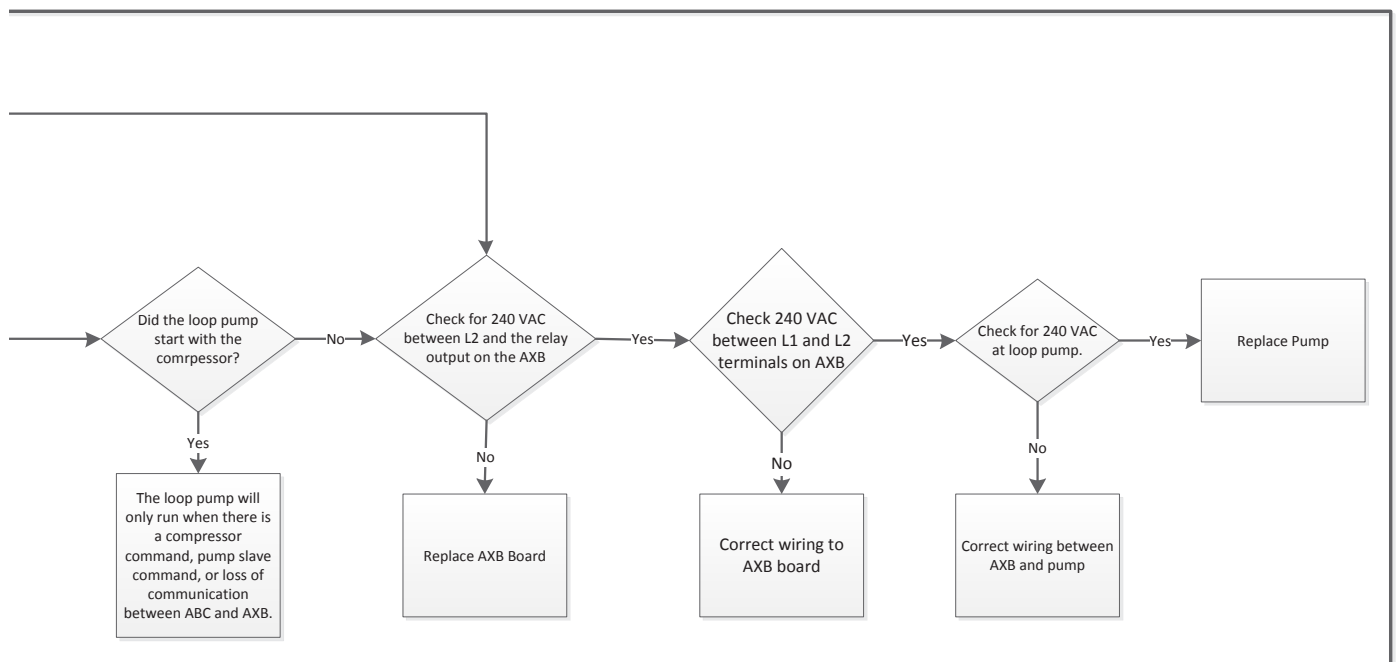 Did the loop pump
start with the
comrpessor?
No
Yes
The loop pump will
only run when there is
a compressor
command, pump slave
command, or loss of
communication
between ABC and AXB.
Check for 240 VAC
between L2 and the relay
output on the AXB
Yes
No
Replace AXB Board
Check 240 VAC
between L1 and L2
terminals on AXB
Yes
No
Correct wiring to
AXB board
Check for 240 VAC
at loop pump.
Yes
No
Correct wiring between
AXB and pump
Replace Pump